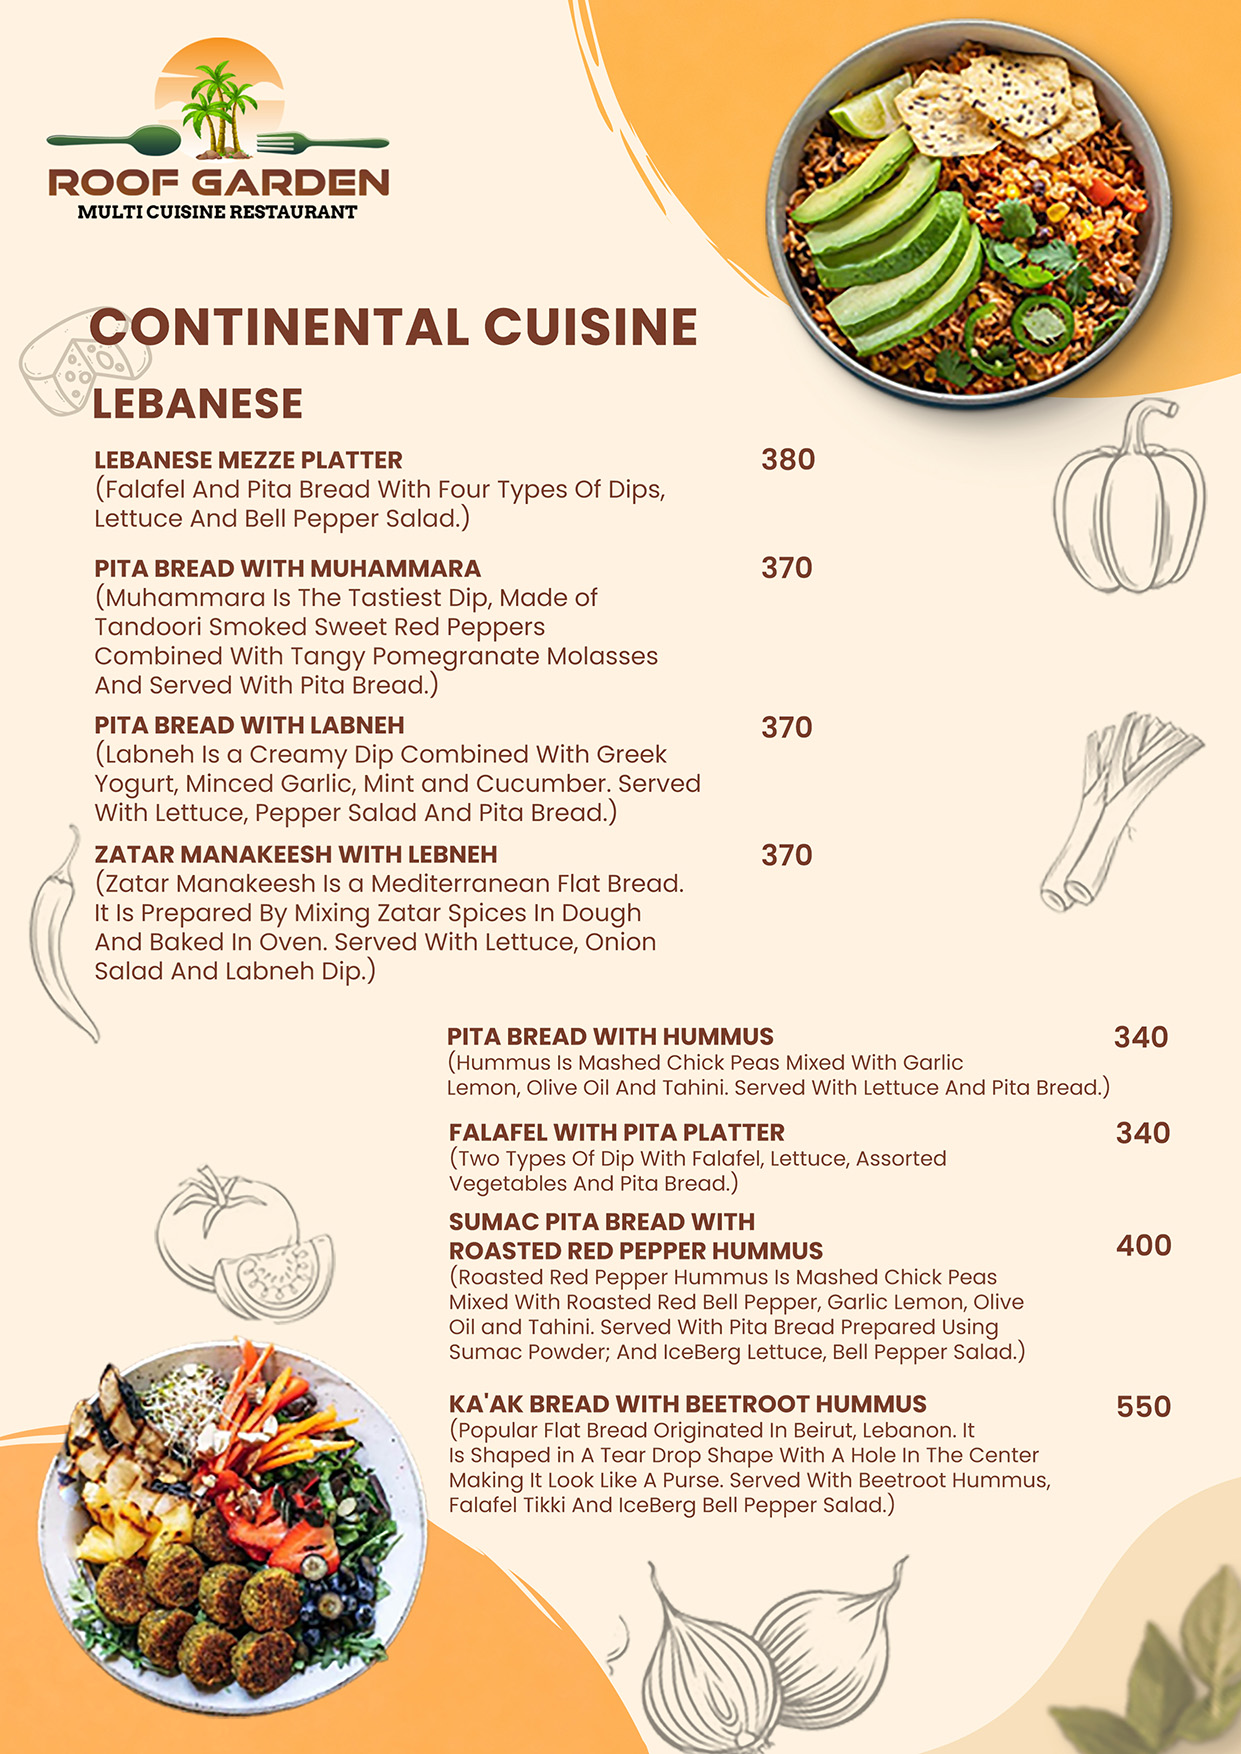 ROOF GARDEN
MULTI CUISINE RESTAURANT
CONTINENTAL CUISINE
LEBANESE
LEBANESE MEZZE PLATTER 380
(Falafel And Pita Bread With Four Types Of Dips,
Lettuce And Bell Pepper Salad.)
PITA BREAD WITH MUHAMMARA 370
(Muhammara Is The Tastiest Dip, Made of
Tandoori Smoked Sweet Red Peppers
Combined With Tangy Pomegranate Molasses
And Served With Pita Bread.)
PITA BREAD WITH LABNEH 370
(Labneh Is a Creamy Dip Combined With Greek
Yogurt, Minced Garlic, Mint and Cucumber. Served
With Lettuce, Pepper Salad And Pita Bread.)
ZATAR MANAKEESH WITH LEBNEH 370
(Zatar Manakeesh Is a Mediterranean Flat Bread.
It Is Prepared By Mixing Zatar Spices In Dough
And Baked In Oven. Served With Lettuce, Onion
Salad And Labneh Dip.)
PITA BREAD WITH HUMMUS 340
(Hummus Is Mashed Chick Peas Mixed With Garlic
Lemon, Olive Oil And Tahini. Served With Lettuce And Pita Bread.)
FALAFEL WITH PITA PLATTER 340
(Two Types Of Dip With Falafel, Lettuce, Assorted
Vegetables And Pita Bread.)
SUMAC PITA BREAD WITH
ROASTED RED PEPPER HUMMUS 400
(Roasted Red Pepper Hummus Is Mashed Chick Peas
Mixed With Roasted Red Bell Pepper, Garlic Lemon, Olive
Oil and Tahini. Served With Pita Bread Prepared Using
Sumac Powder; And IceBerg Lettuce, Bell Pepper Salad.)
KA'AK BREAD WITH BEETROOT HUMMUS 550
(Popular Flat Bread Originated In Beirut, Lebanon. It
Is Shaped in A Tear Drop Shape With A Hole In The Center
Making It Look Like A Purse. Served With Beetroot Hummus,
Falafel Tikki And IceBerg Bell Pepper Salad.)